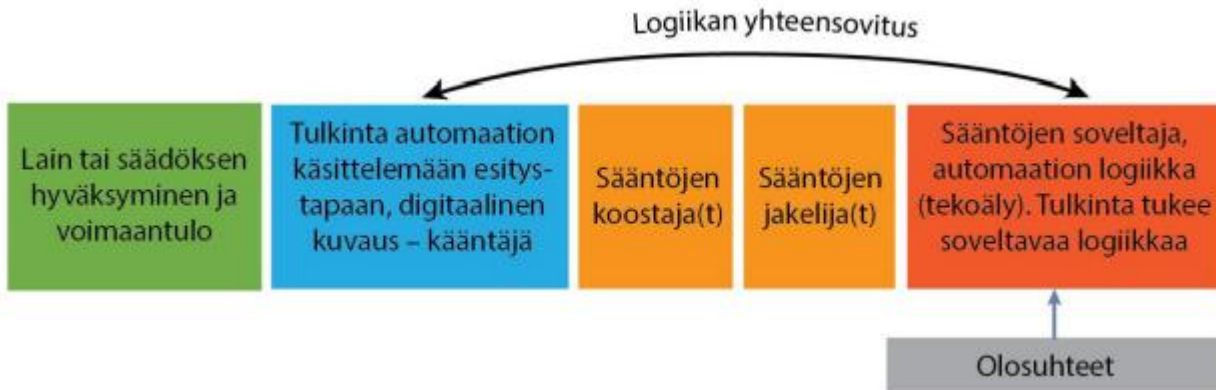 Logiikan yhteensovitus
Lain tai säädöksen
hyväksyminen ja
voimaantulo
Tulkinta automaation
käsittelemään esitys-
tapaan, digitaalinen
kuvaus – kääntäjä
Sääntöjen
koostaja(t)
Sääntöjen
jakelija(t)
Sääntöjen soveltaja,
automaation logiikka
(tekoäly). Tulkinta tukee
soveltavaa logiikkaa
Olosuhteet